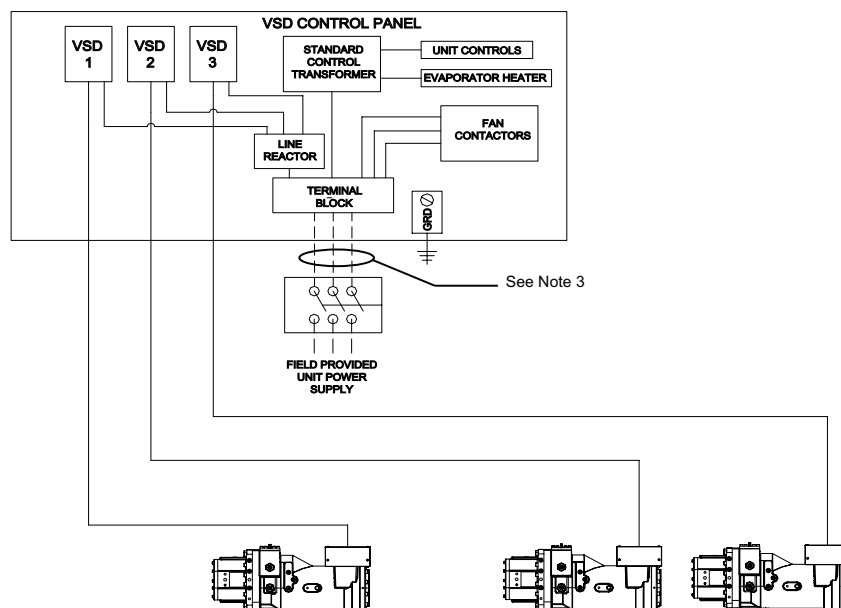 VSD CONTROL PANEL
VSD
1
VSD
2
VSD
3
STANDARD
CONTROL
TRANSFORMER
UNIT CONTROLS
EVAPORATOR HEATER
FAN
CONTACTORS
LINE
REACTOR
TERMINAL
BLOCK
GRD
See Note 3
FIELD PROVIDED
UNIT POWER
SUPPLY